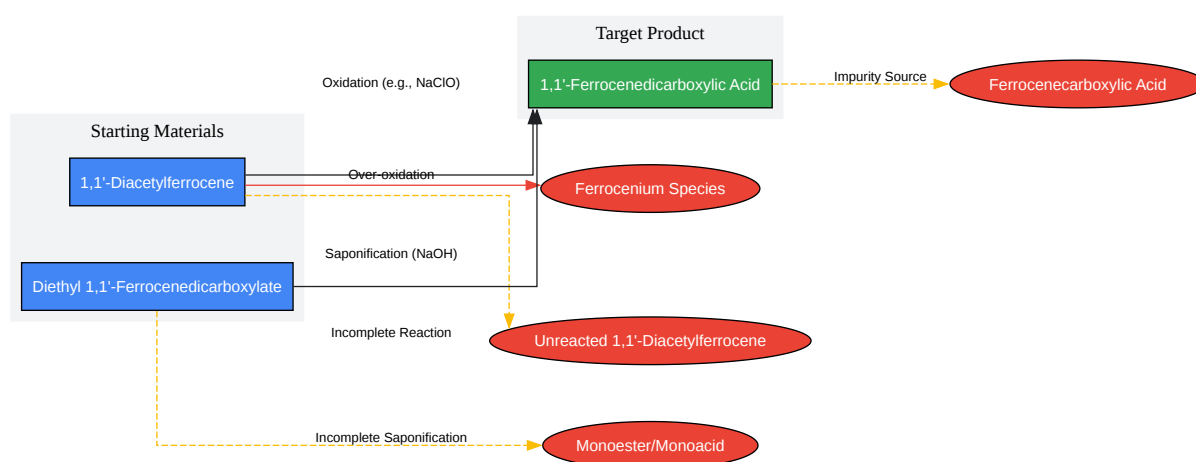 Target Product
Oxidation (e.g., NaClO)
1,1'-Ferrocenedicarboxylic Acid
Impurity Source
Ferrocenecarboxylic Acid
Starting Materials
1,1'-Diacetylferrocene
Over-oxidation
Ferrocenium Species
Saponification (NaOH)
Diethyl 1,1'-Ferrocenedicarboxylate
Incomplete Reaction
Unreacted 1,1'-Diacetylferrocene
Incomplete Saponification
Monoester/Monoacid